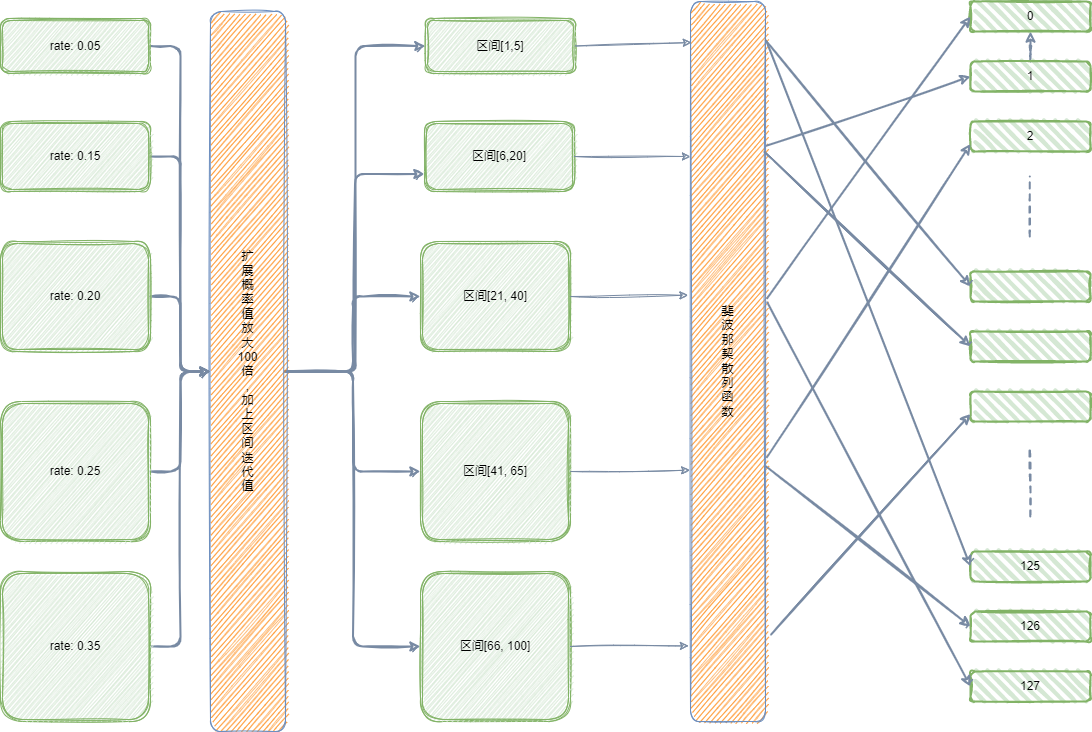 rate: 0.05
rate: 0.15
rate: 0.20
rate: 0.25
rate: 0.35
扩
展
概
率
值
放
大
100
倍
，
加
上
区
间
迭
代
值
区间[1,5]
区间[6,20]
区间[21, 40]
区间[41, 65]
区间[66, 100]
斐
波
那
契
散
列
函
数
0
1
2
125
126
127